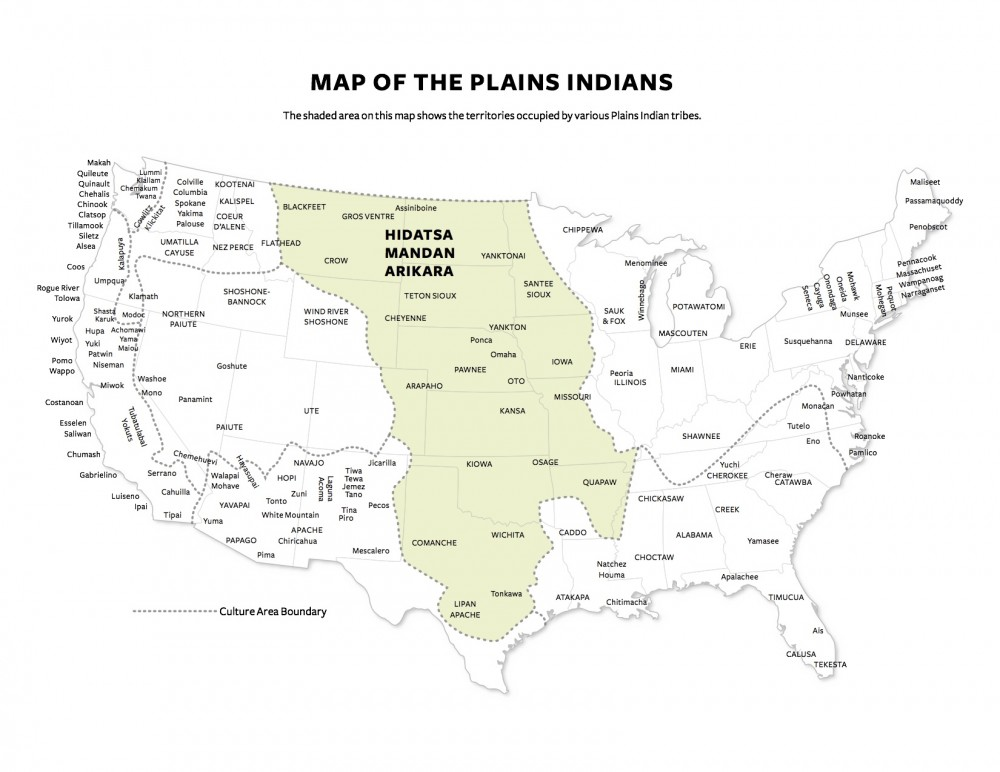 MAP OF THE PLAINS INDIANS
The shaded area on this map shows the territories occupied by various Plains Indian tribes.
Makah
Quileute
Quinault
Chehalis
Chinook
Clatsop
Tillamook
Siletz
Alsea
Coos
Rogue River
Tolowa
Yurok
Wiyot
Pomo
Wappo
Costanoan
Esselen
Saliwan
Chumash
Gabrielino
Luiseno
Ipai
Tipai
Lummi
Klallam
Chemakum
Twana
Cowlitz
Klickitat
Kalapuya
Umpqua
Klamath
Shasta
Karuk
Modoc
Hupa
Achomawi
Yana
Maiou
Yuki
Patwin
Niseman
Miwok
Washoe
Mono
Tubatulabal
Yokuts
Serrano
Cahuilla
Chemehuevi
Colville
Columbia
Spokane
Yakima
Palouse
KOOTENAI
KALISPEL
COEUR
D'ALENE
UMATILLA
CAYUSE
NEZ PERCE
FLATHEAD
SHOSHONE-
BANNOCK
NORTHERN
PAIUTE
WIND RIVER
SHOSHONE
Goshute
Panamint
UTE
PAIUTE
Havasupai
Walapai
Mohave
YAVAPAI
Yuma
PAPAGO
Pima
NAVAJO
HOPI
Zuni
Tonto
White Mountain
APACHE
Chiricahua
Laguna
Acoma
Tiwa
Tewa
Jemez
Tano
Tina
Piro
Jicarilla
Pecos
Mescalero
BLACKFEET
GROS VENTRE
Assiniboine
HIDATSA
MANDAN
ARIKARA
CROW
YANKTONAI
TETON SIOUX
SANTEE
SIOUX
CHEYENNE
YANKTON
Ponca
Omaha
PAWNEE
IOWA
ARAPAHO
OTO
MISSOURI
KANSA
KIOWA
OSAGE
QUAPAW
COMANCHE
WICHITA
Tonkawa
LIPAN
APACHE
CHIPPEWA
Menominee
Winnebago
SAUK
& FOX
POTAWATOMI
MASCOUTEN
Peoria
ILLINOIS
MIAMI
ERIE
SHAWNEE
Susquehanna
DELAWARE
Munsee
Seneca
Cayuga
Onondaga
Oneida
Mohawk
Mohegan
Pequot
Maliseet
Passamaquoddy
Penobscot
Pennacook
Massachuset
Wampanoag
Narraganset
Nanticoke
Powhatan
Monacan
Tutelo
Eno
Roanoke
Pamlico
Yuchi
CHEROKEE
Cheraw
CATAWBA
CHICKASAW
CREEK
ALABAMA
Yamasee
CHOCTAW
CADDO
Natchez
Houma
ATAKAPA
Chitimacha
Apalachee
TIMUCUA
Ais
CALUSA
TEKESTA
Culture Area Boundary